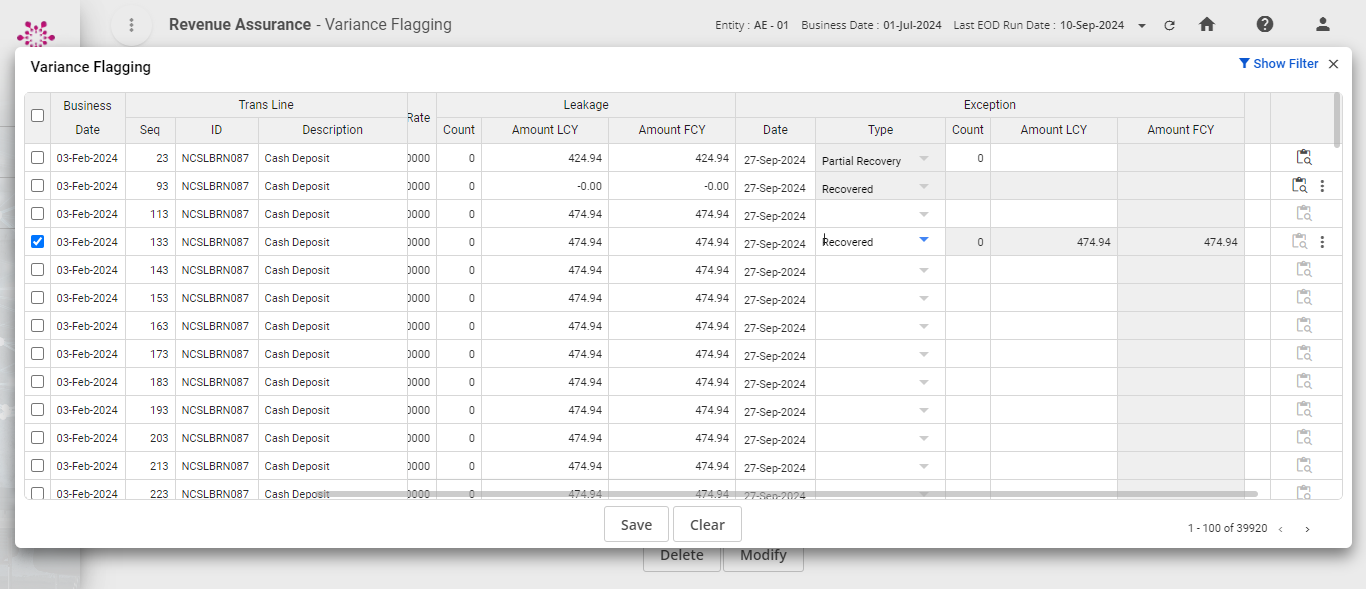 Revenue Assurance - Variance Flagging
Entity : AE - 01 Business Date : 01-Jul-2024 Last EOD Run Date : 10-Sep-2024
Variance Flagging
Show Filter
Business Date Trans Line Rate Leakage Exception
Seq ID Description Count Amount LCY Amount FCY Date Type Count Amount LCY Amount FCY
03-Feb-2024 23 NCSLBRN087 Cash Deposit 0000 0 424.94 424.94 27-Sep-2024 Partial Recovery 0
03-Feb-2024 93 NCSLBRN087 Cash Deposit 0000 0 -0.00 -0.00 27-Sep-2024 Recovered
03-Feb-2024 113 NCSLBRN087 Cash Deposit 0000 0 474.94 474.94 27-Sep-2024
03-Feb-2024 133 NCSLBRN087 Cash Deposit 0000 0 474.94 474.94 27-Sep-2024 Recovered 0 474.94 474.94
03-Feb-2024 143 NCSLBRN087 Cash Deposit 0000 0 474.94 474.94 27-Sep-2024
03-Feb-2024 153 NCSLBRN087 Cash Deposit 0000 0 474.94 474.94 27-Sep-2024
03-Feb-2024 163 NCSLBRN087 Cash Deposit 0000 0 474.94 474.94 27-Sep-2024
03-Feb-2024 173 NCSLBRN087 Cash Deposit 0000 0 474.94 474.94 27-Sep-2024
03-Feb-2024 183 NCSLBRN087 Cash Deposit 0000 0 474.94 474.94 27-Sep-2024
03-Feb-2024 193 NCSLBRN087 Cash Deposit 0000 0 474.94 474.94 27-Sep-2024
03-Feb-2024 203 NCSLBRN087 Cash Deposit 0000 0 474.94 474.94 27-Sep-2024
03-Feb-2024 213 NCSLBRN087 Cash Deposit 0000 0 474.94 474.94 27-Sep-2024
03-Feb-2024 223 NCSLBRN087 Cash Deposit 0000 0 474.94 474.94 27-Sep-2024
Save Clear
1 - 100 of 39920
Delete Modify